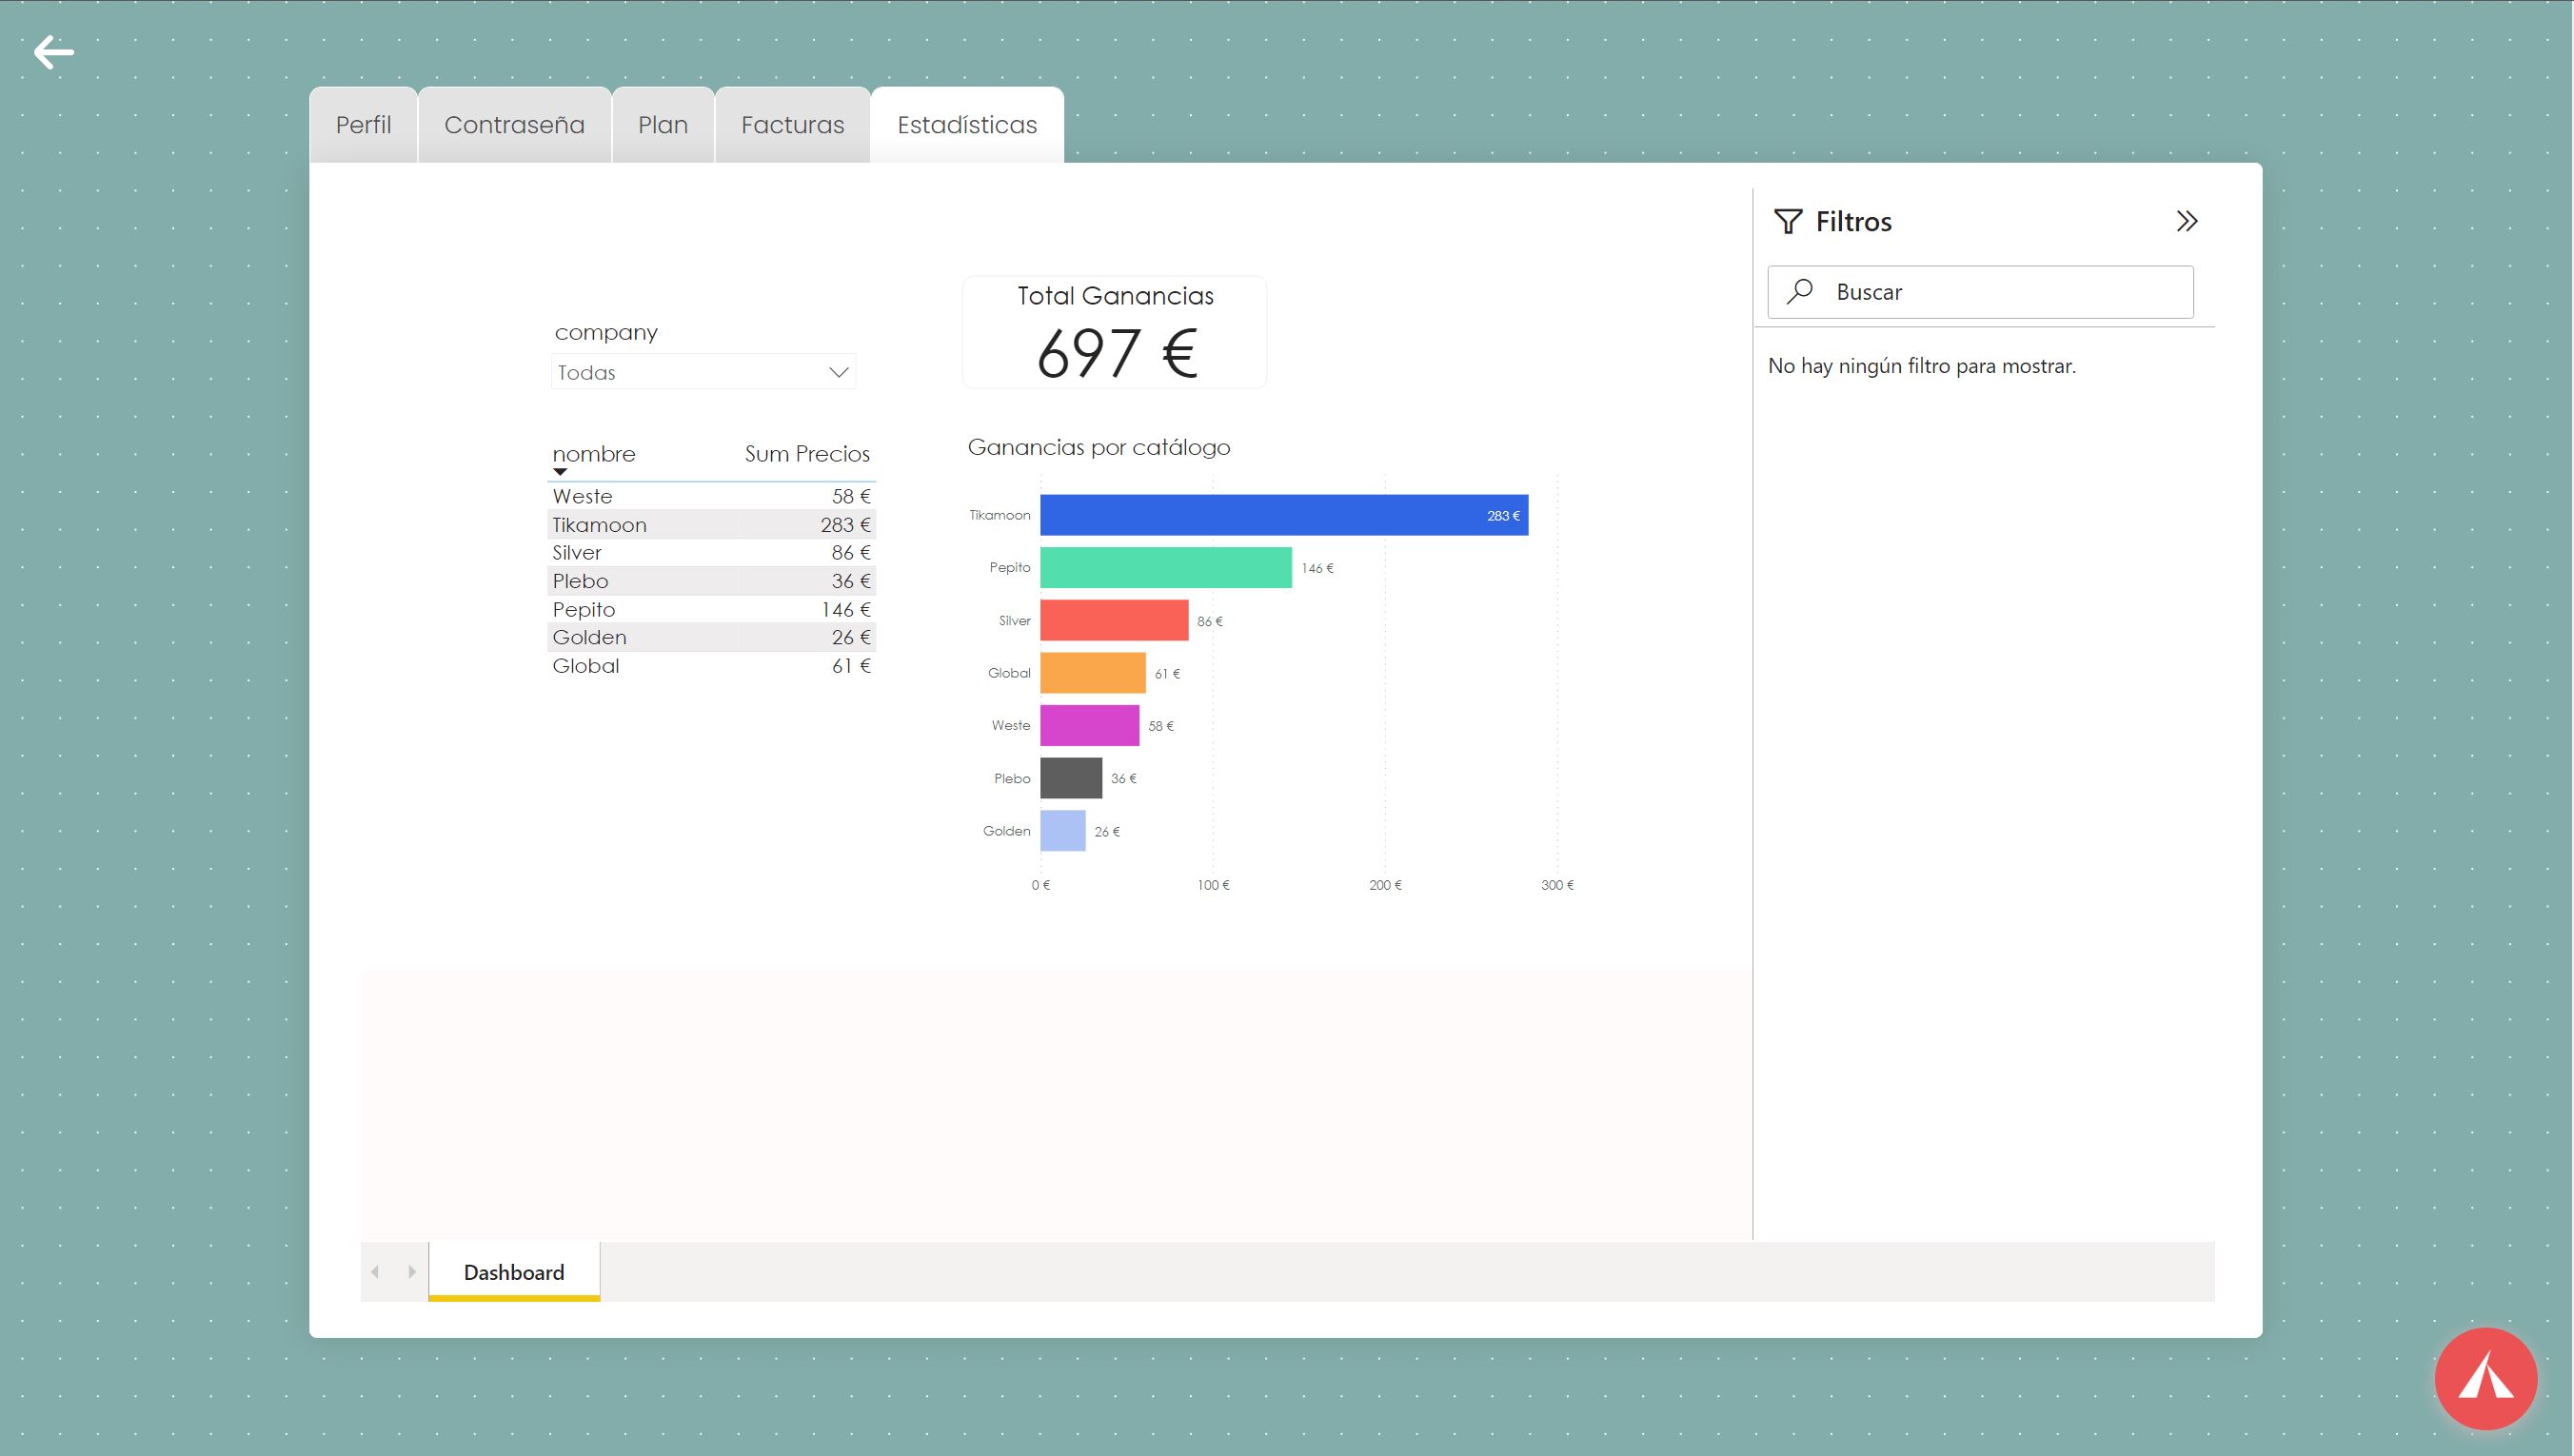 Perfil
Contraseña
Plan
Facturas
Estadísticas
Filtros
Buscar
No hay ningún filtro para mostrar.
Total Ganancias
697 €
company
Todas
nombre Sum Precios
Weste 58 €
Tikamoon 283 €
Silver 86 €
Plebo 36 €
Pepito 146 €
Golden 26 €
Global 61 €
Ganancias por catálogo
Tikamoon 283 €
Pepito 146 €
Silver 86 €
Global 61 €
Weste 58 €
Plebo 36 €
Golden 26 €
0 € 100 € 200 € 300 €
Dashboard